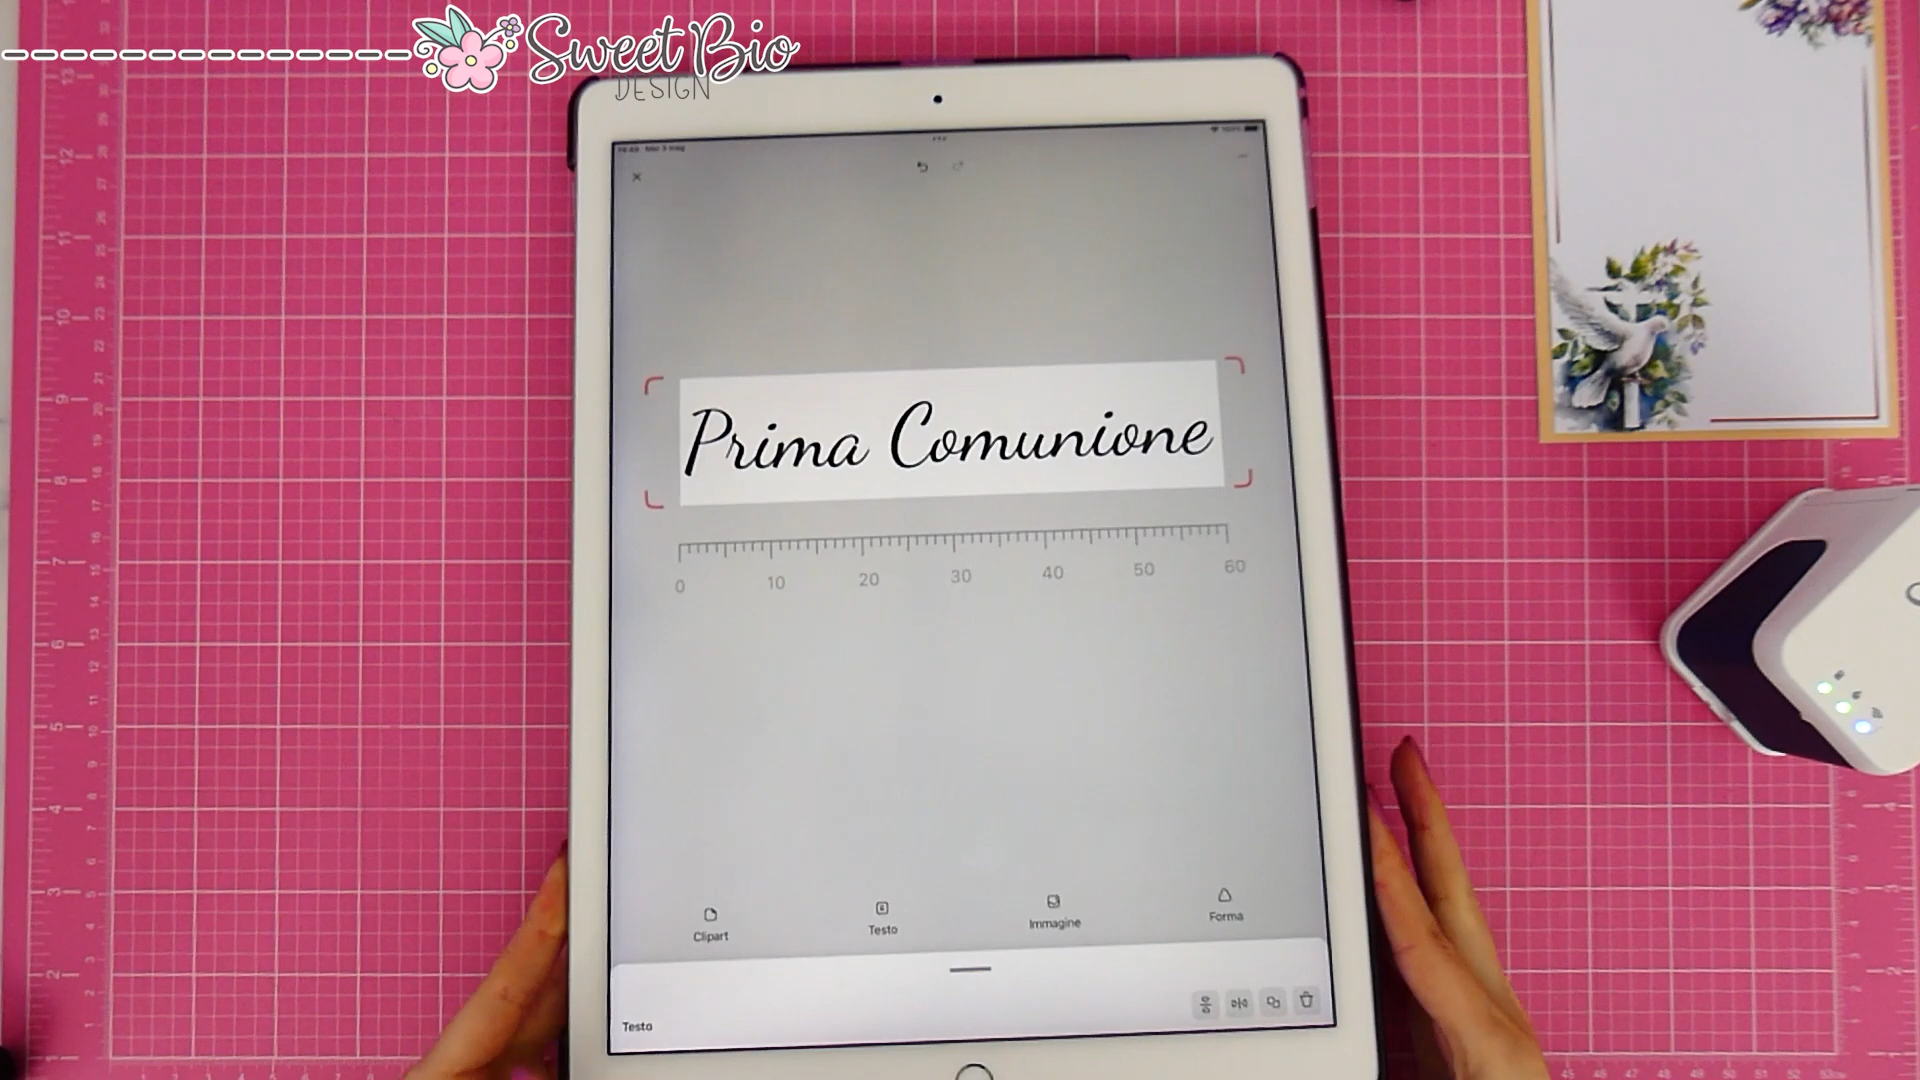 Sweet Bio
DESIGN
Prima Comunione
0 10 20 30 40 50 60
Clipart Testo Immagine Forma
Testo